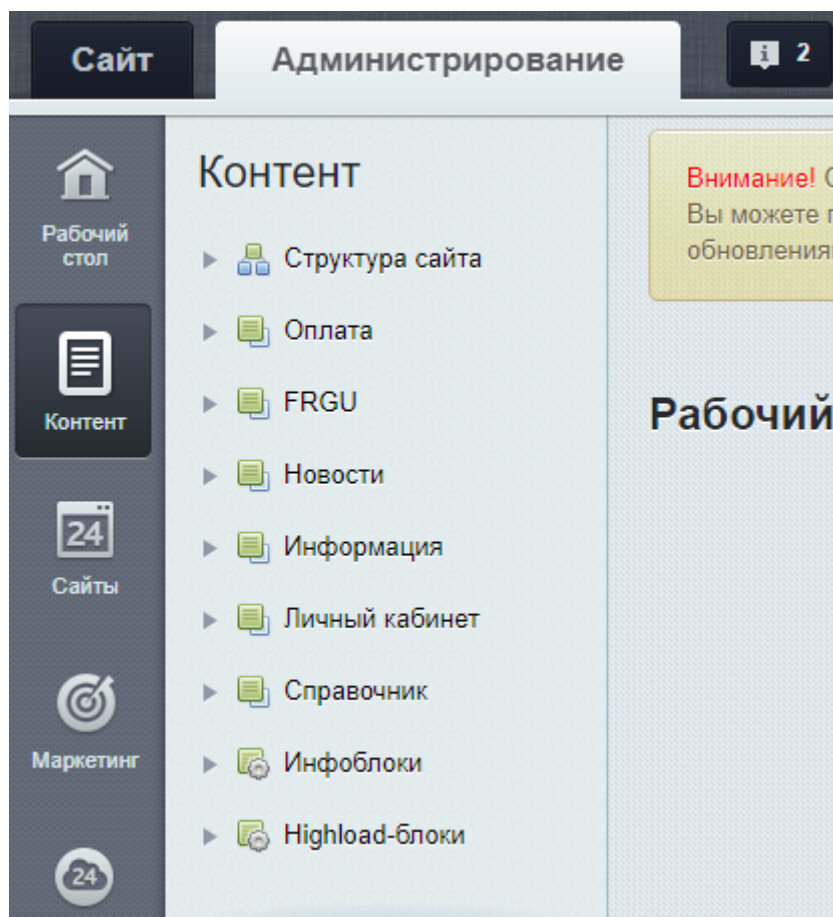 Сайт
Администрирование
2
Рабочий
стол
Контент
24
Сайты
Маркетинг
24
Контент
Структура сайта
Оплата
FRGU
Новости
Информация
Личный кабинет
Справочник
Инфоблоки
Highload-блоки
Внимание!
Вы можете
обновления
Рабочий